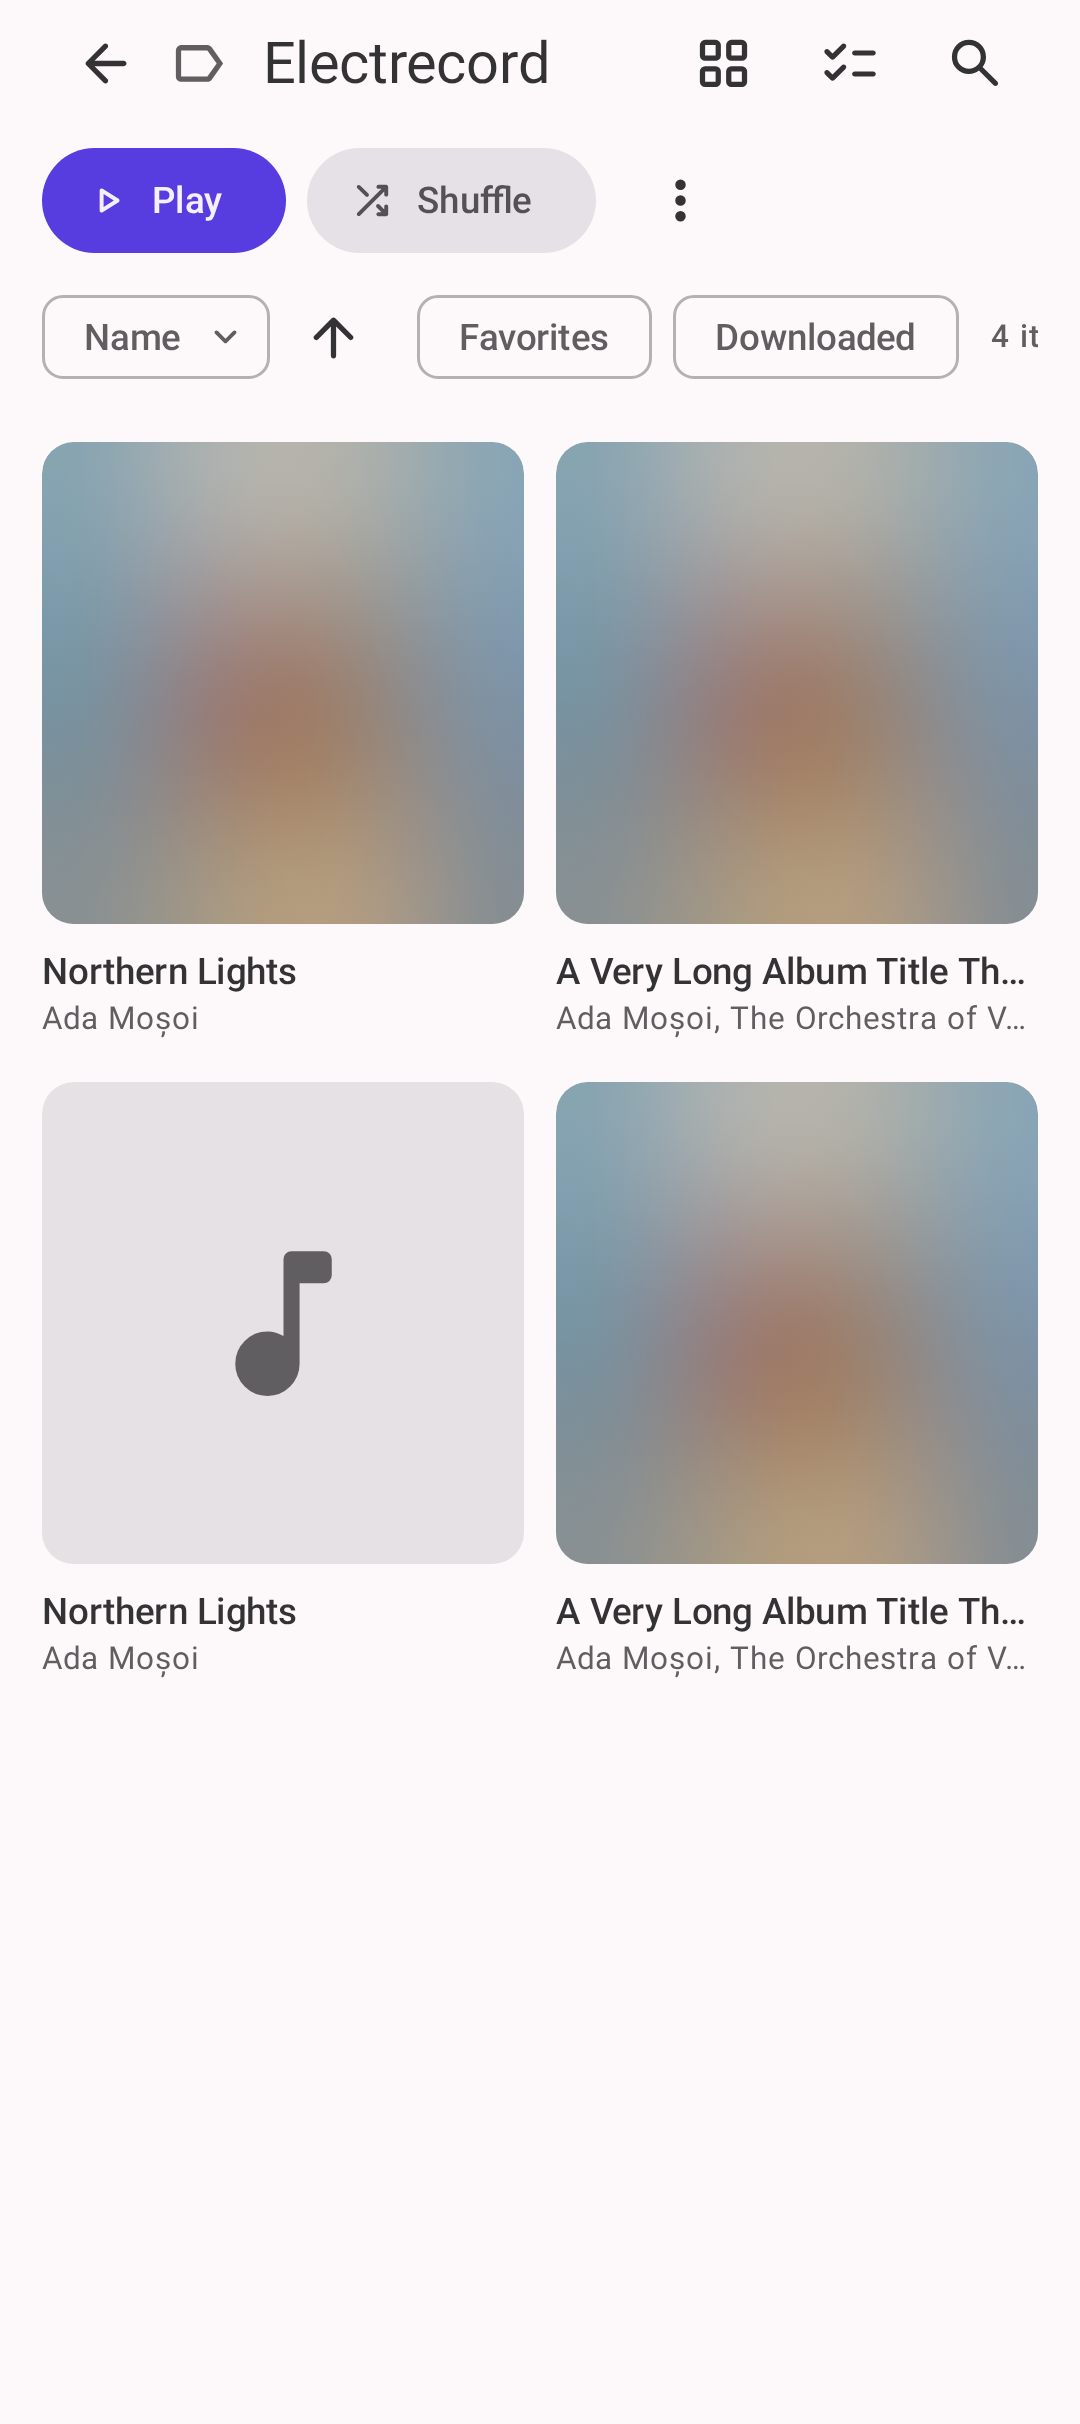 Electrecord
Play
Shuffle
Name
Favorites
Downloaded
4 it
Northern Lights
Ada Moșoi
A Very Long Album Title Th…
Ada Moșoi, The Orchestra of V…
Northern Lights
Ada Moșoi
A Very Long Album Title Th…
Ada Moșoi, The Orchestra of V…